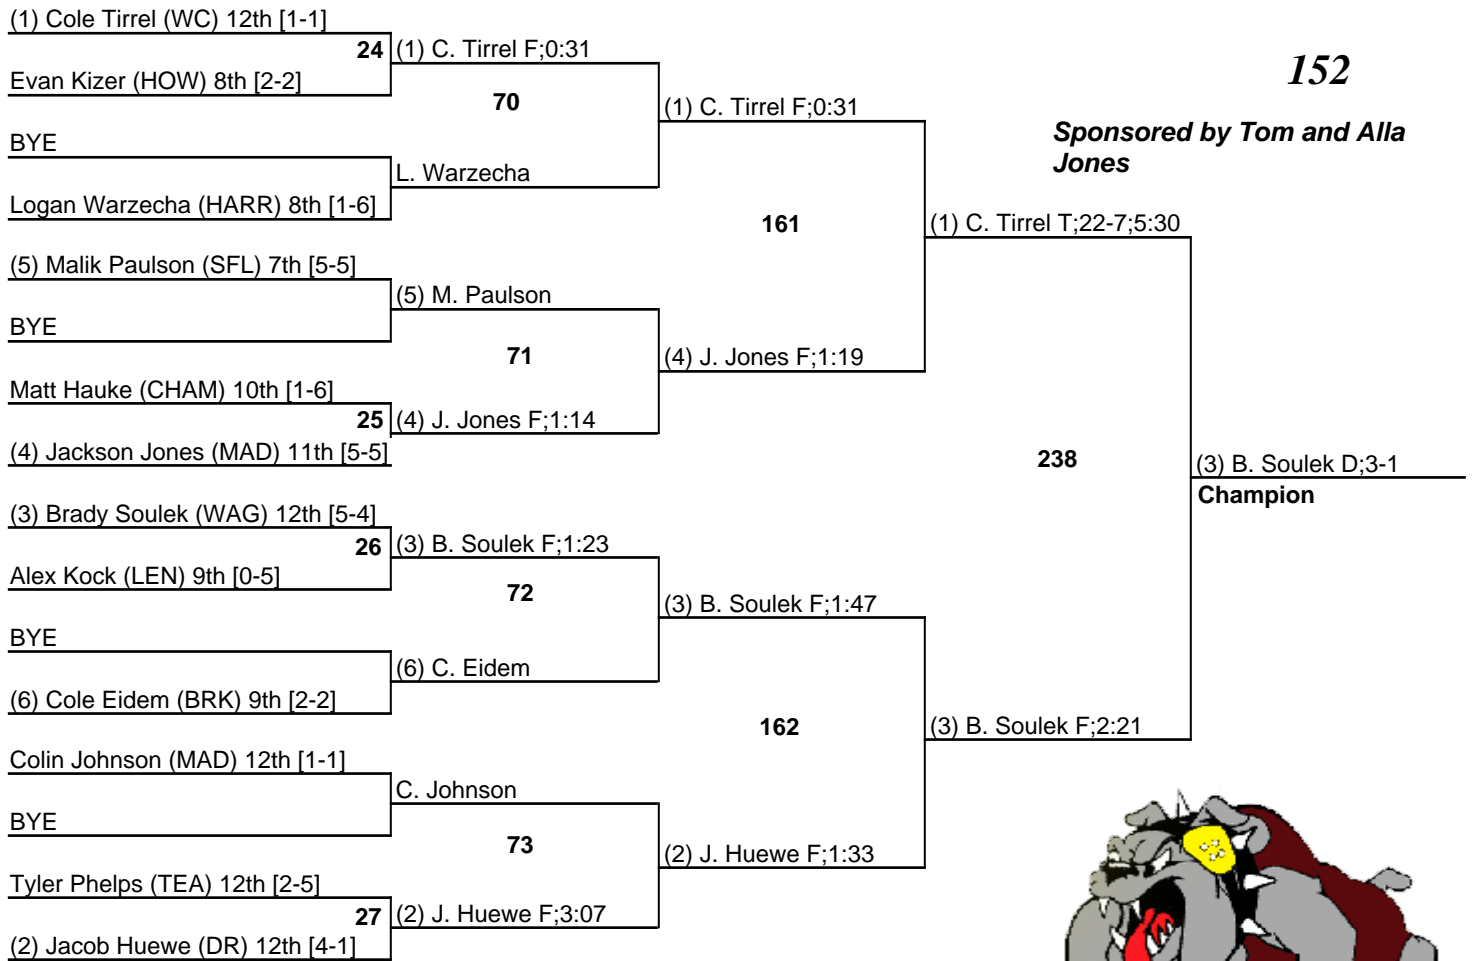 (1) Cole Tirrel (WC) 12th [1-1]
24
(1) C. Tirrel F;0:31
Evan Kizer (HOW) 8th [2-2]
70
(1) C. Tirrel F;0:31
BYE
L. Warzecha
Logan Warzecha (HARR) 8th [1-6]
161
(1) C. Tirrel T;22-7;5:30
(5) Malik Paulson (SFL) 7th [5-5]
(5) M. Paulson
BYE
71
(4) J. Jones F;1:19
Matt Hauke (CHAM) 10th [1-6]
25
(4) J. Jones F;1:14
(4) Jackson Jones (MAD) 11th [5-5]
238
(3) B. Soulek D;3-1
Champion
(3) Brady Soulek (WAG) 12th [5-4]
26
(3) B. Soulek F;1:23
Alex Kock (LEN) 9th [0-5]
72
(3) B. Soulek F;1:47
BYE
(6) C. Eidem
(6) Cole Eidem (BRK) 9th [2-2]
162
(3) B. Soulek F;2:21
Colin Johnson (MAD) 12th [1-1]
C. Johnson
BYE
73
(2) J. Huewe F;1:33
Tyler Phelps (TEA) 12th [2-5]
27
(2) J. Huewe F;3:07
(2) Jacob Huewe (DR) 12th [4-1]
152
Sponsored by Tom and Alla
Jones